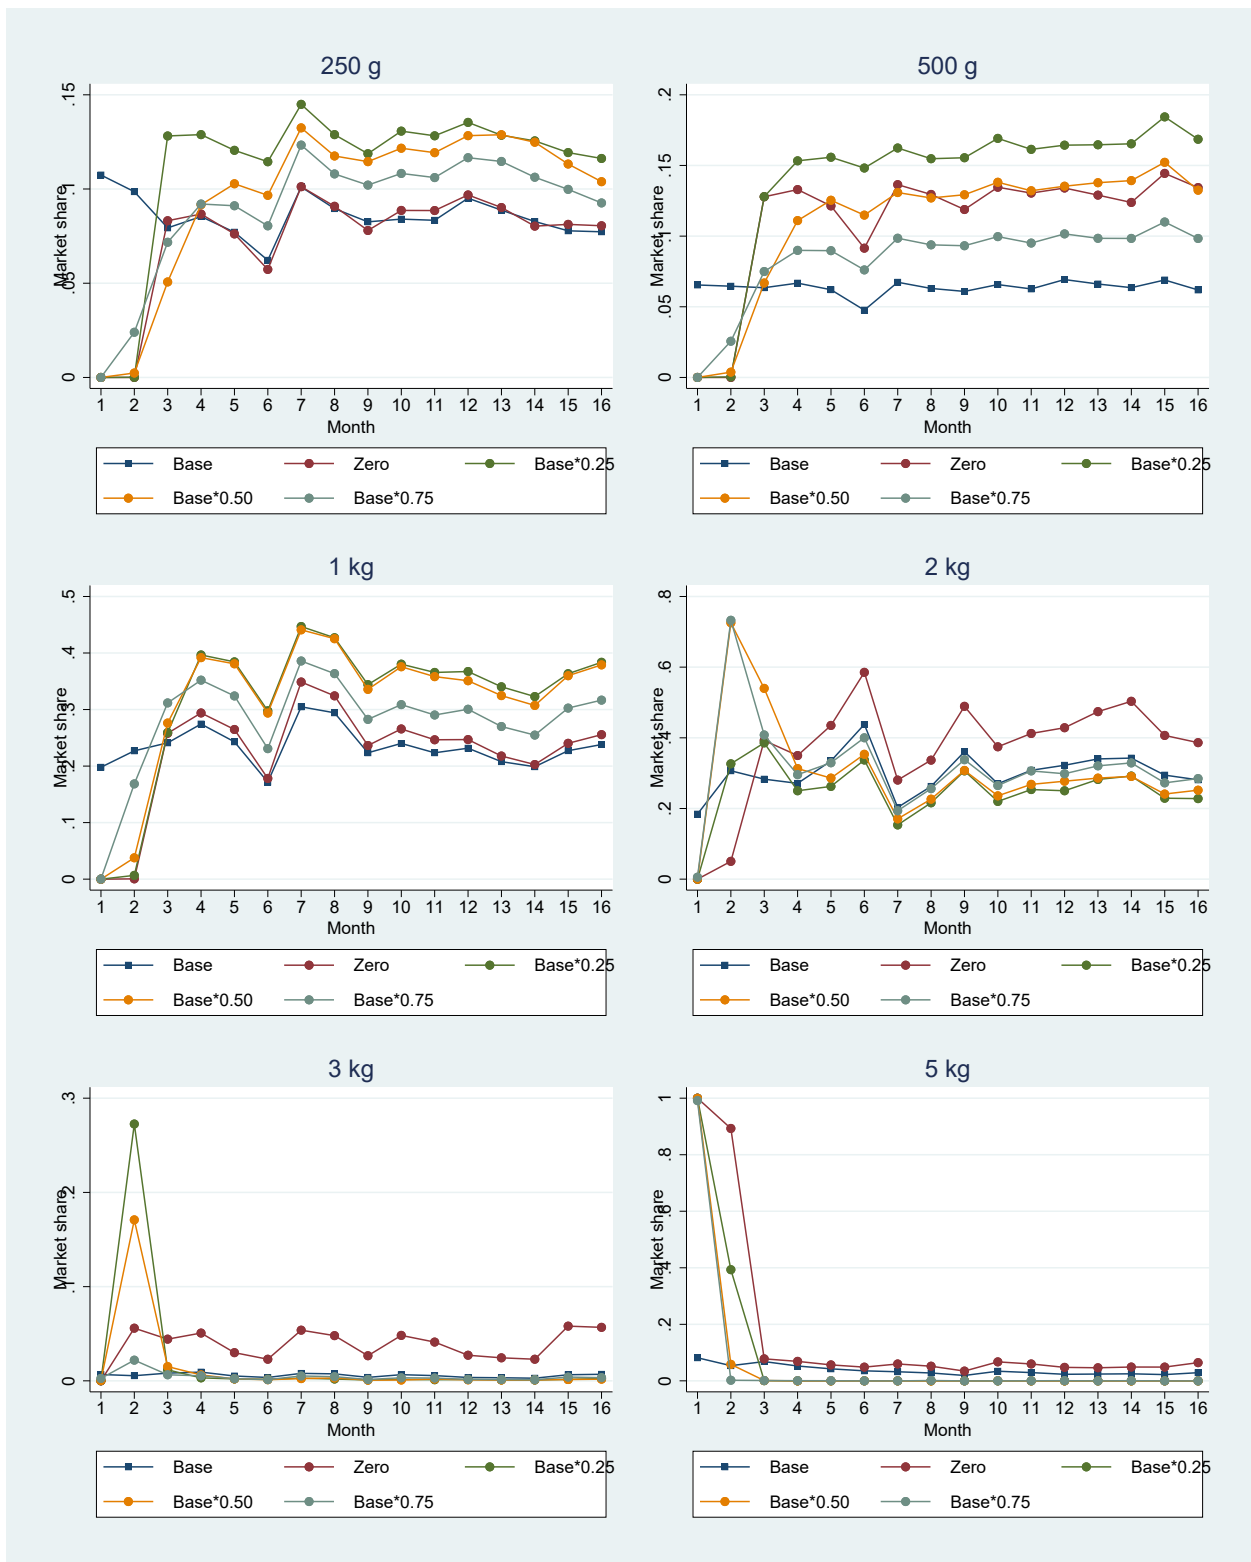 250 g
.15
.1
.05
0
Market share
1 2 3 4 5 6 7 8 9 10 11 12 13 14 15 16
Month
Base Zero Base*0.25
Base*0.50 Base*0.75
500 g
.2
.15
.1
.05
0
Market share
1 2 3 4 5 6 7 8 9 10 11 12 13 14 15 16
Month
Base Zero Base*0.25
Base*0.50 Base*0.75
1 kg
.5
.4
.3
.2
.1
0
Market share
1 2 3 4 5 6 7 8 9 10 11 12 13 14 15 16
Month
Base Zero Base*0.25
Base*0.50 Base*0.75
2 kg
.8
.6
.4
.2
0
Market share
1 2 3 4 5 6 7 8 9 10 11 12 13 14 15 16
Month
Base Zero Base*0.25
Base*0.50 Base*0.75
3 kg
.3
.2
.1
0
Market share
1 2 3 4 5 6 7 8 9 10 11 12 13 14 15 16
Month
Base Zero Base*0.25
Base*0.50 Base*0.75
5 kg
1
.8
.6
.4
.2
0
Market share
1 2 3 4 5 6 7 8 9 10 11 12 13 14 15 16
Month
Base Zero Base*0.25
Base*0.50 Base*0.75